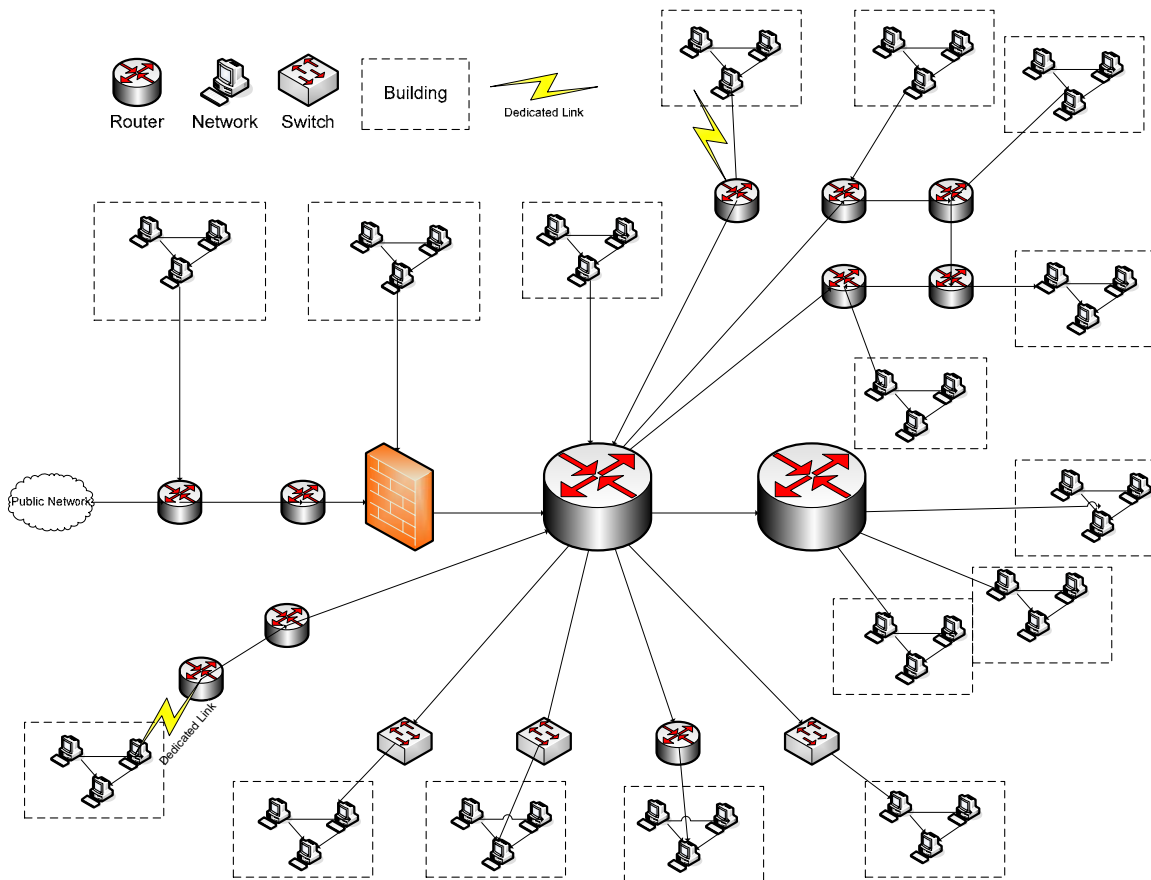 Router
Network
Switch
Building
Dedicated Link
Public Network
Dedicated Link